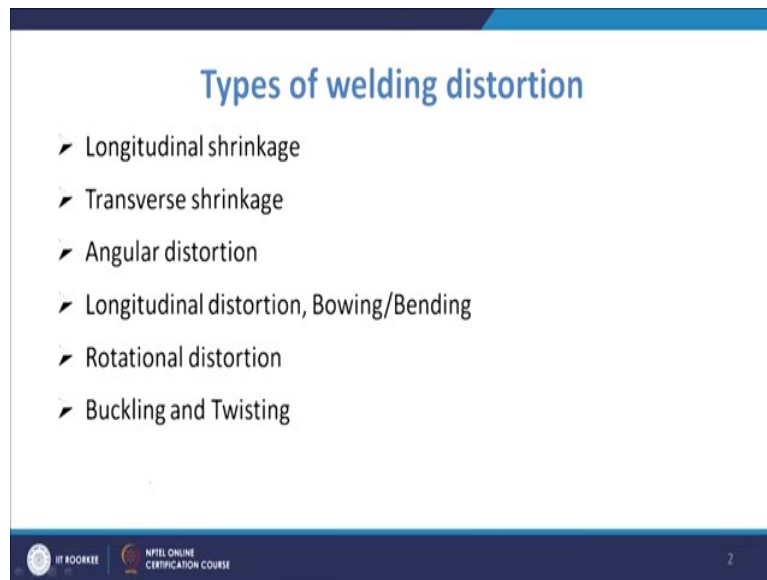 Types of welding distortion
➤ Longitudinal shrinkage
➤ Transverse shrinkage
➤ Angular distortion
➤ Longitudinal distortion, Bowing/Bending
➤ Rotational distortion
➤ Buckling and Twisting
IIT ROORKEE
NPTEL ONLINE
CERTIFICATION COURSE
2